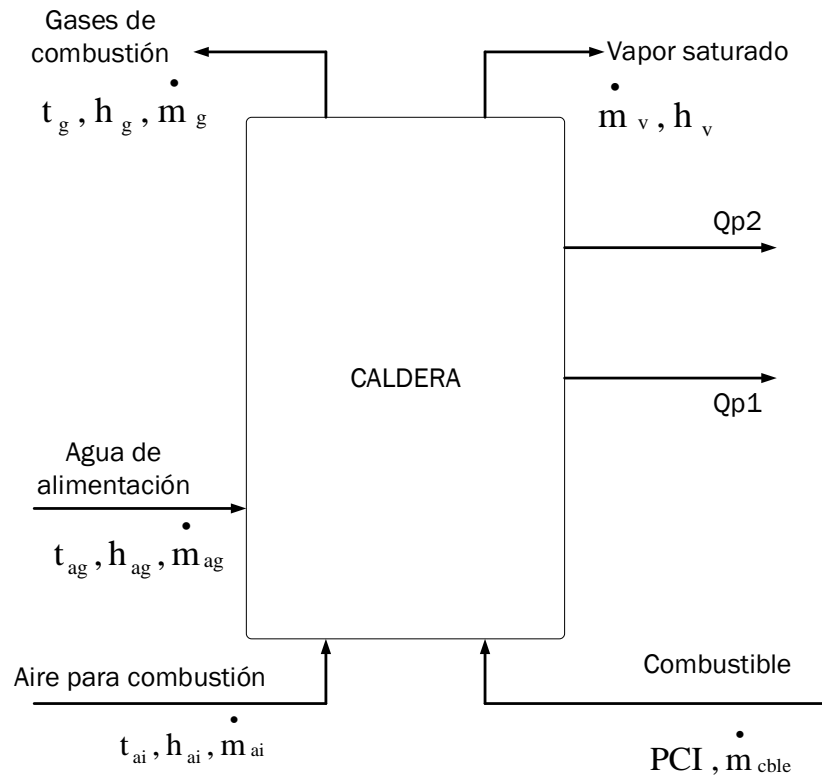 Gases de
combustión
t g , h g , ṁ g
Vapor saturado
ṁ v , h v
Qp2
CALDERA
Qp1
Agua de
alimentación
t ag , h ag , ṁ ag
Aire para combustión
t ai , h ai , ṁ ai
Combustible
PCI , ṁ cble